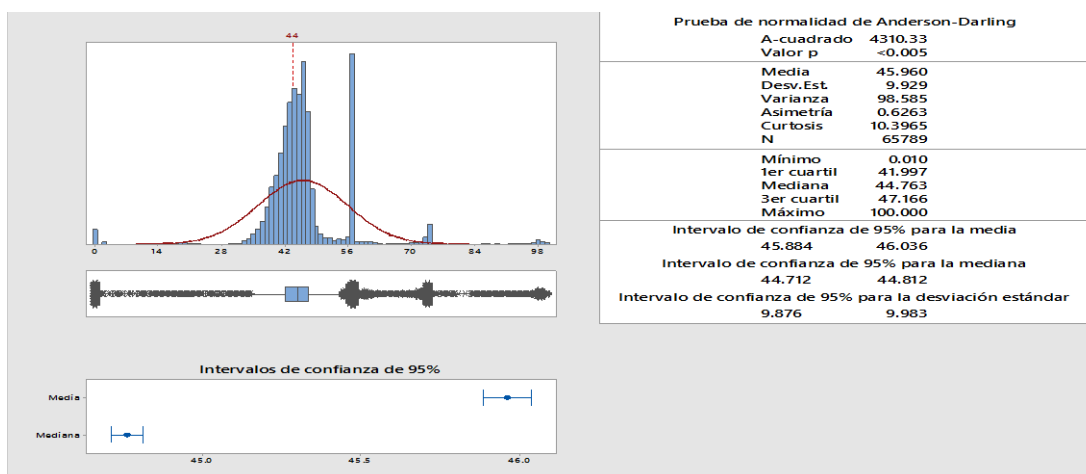 44
0 14 28 42 56 70 84 98
Prueba de normalidad de Anderson-Darling
A-cuadrado 4310.33
Valor p <0.005
Media 45.960
Desv.Est. 9.929
Varianza 98.585
Asimetría 0.6263
Curtosis 10.3965
N 65789
Mínimo 0.010
1er cuartil 41.997
Mediana 44.763
3er cuartil 47.166
Máximo 100.000
Intervalo de confianza de 95% para la media
45.884 46.036
Intervalo de confianza de 95% para la mediana
44.712 44.812
Intervalo de confianza de 95% para la desviación estándar
9.876 9.983
Intervalos de confianza de 95%
Media
Mediana
45.0 45.5 46.0